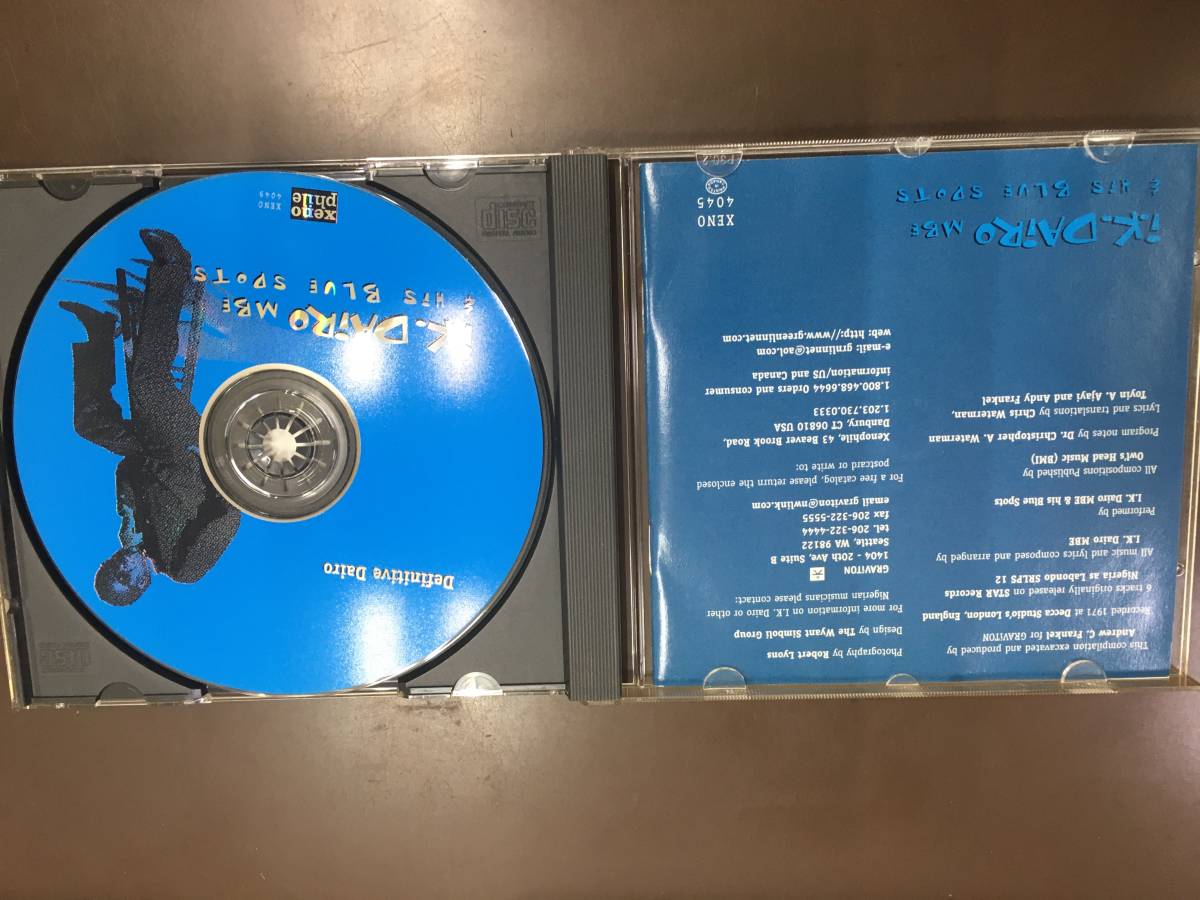 This compilation excavated and produced by
Andrew C. Frankel for GRAVITON
Recorded 1971 at Decca Studio's London, England
6 tracks originally released on STAR Records
Nigeria as Labondo SRLPS 12
All music and lyrics composed and arranged by
I.K. Dairo MBE
Performed by
I.K. Dairo MBE & his Blue Spots
All compositions Published by
Owl's Head Music (BMI)
Program notes by Dr. Christopher A. Waterman
Lyrics and translations by Chris Waterman,
Toyin A. Ajayi and Andy Frankel
Photography by Robert Lyons
Design by The Wyant Simboli Group
For more information on I.K. Dairo or other
Nigerian musicians please contact:
GRAVITON
1404 - 20th Ave, Suite B
Seattle, WA 98122
tel. 206-322-4444
fax 206-322-5555
email graviton@nwlink.com
For a free catalog, please return the enclosed
postcard or write to:
Xenophile, 43 Beaver Brook Road,
Danbury, CT 06810 USA
1.203.730.0333
1.800.468.6644 Orders and consumer
information and US/Canada
e-mail: grnlinnet@aol.com
web: http://www.greenlinnet.com
i.K. DAiRO MBE
& HiS BLUE SPOTS
XENO
4045
Definitive Dairo
i.K. DAiRO MBE
& HiS BLUE SPOTS
xeno
phile
XENO
4045